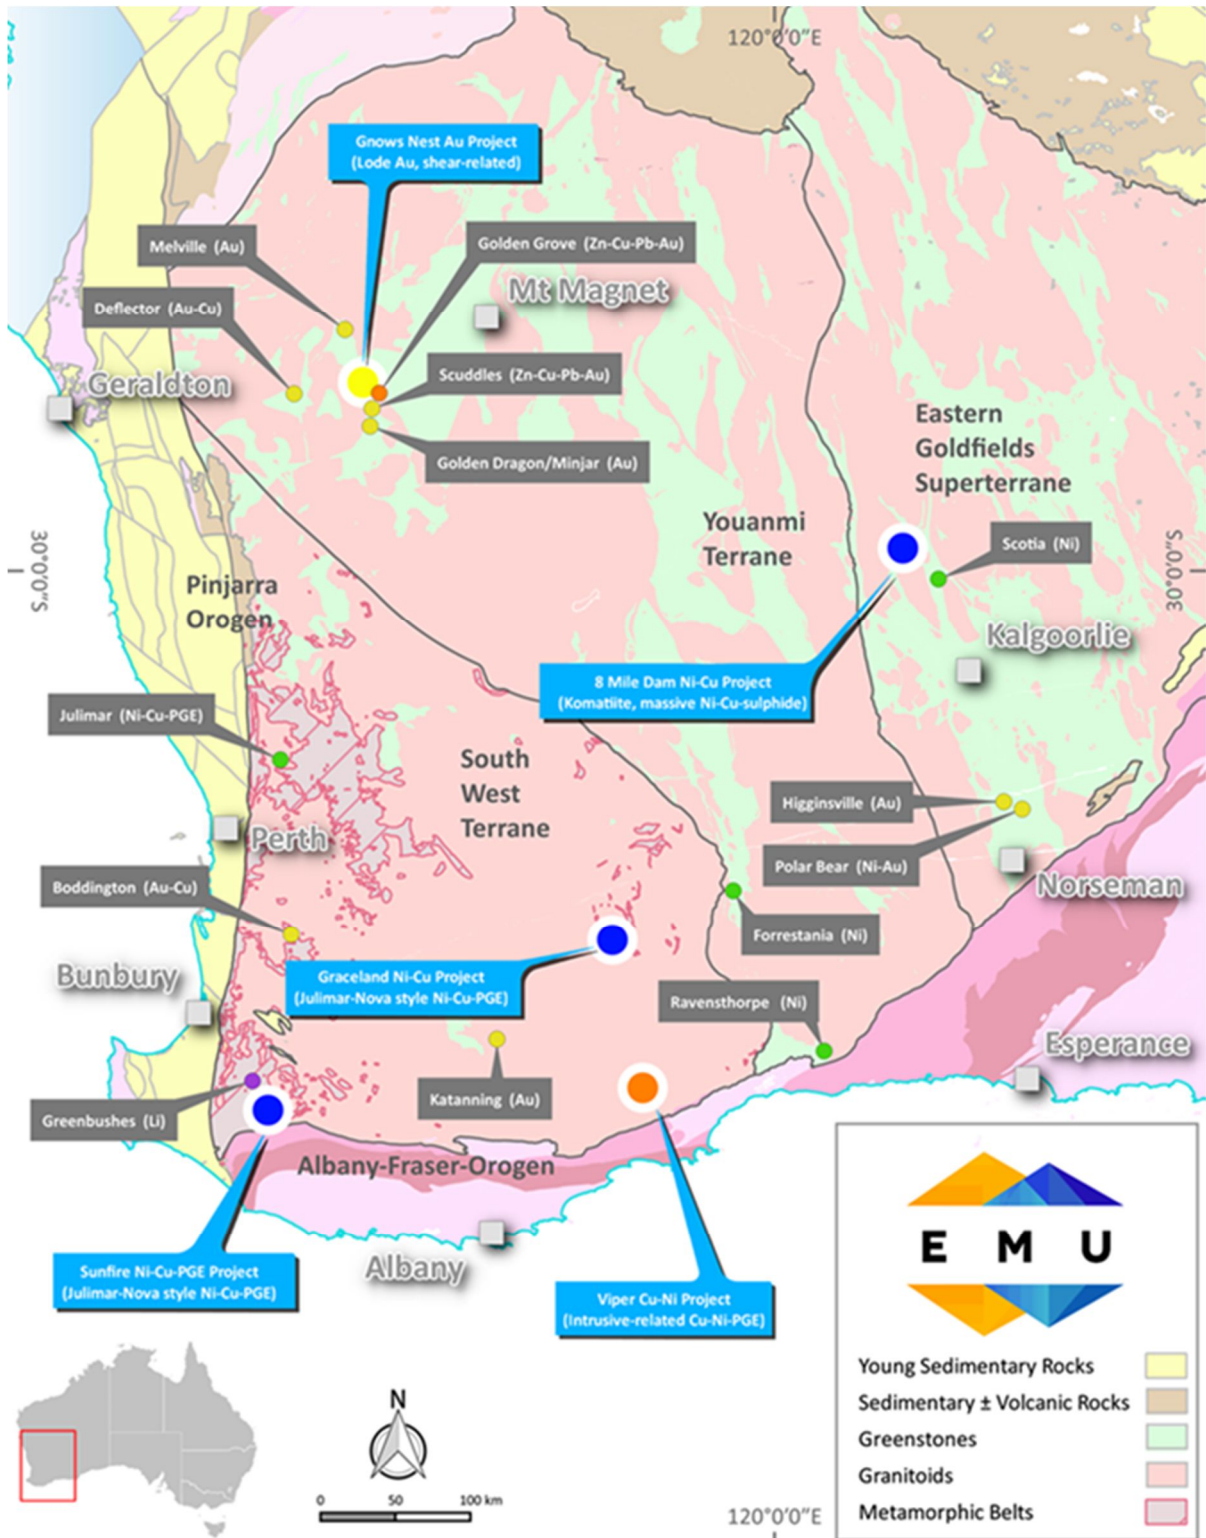 120°0'0"E
Gnows Nest Au Project
(Lode Au, shear-related)
Melville (Au)
Golden Grove (Zn-Cu-Pb-Au)
Mt Magnet
Deflector (Au-Cu)
Geraldton
Scuddles (Zn-Cu-Pb-Au)
Golden Dragon/Minjar (Au)
Eastern
Goldfields
Superterrane
Youanmi
Terrane
Scotia (Ni)
30°0'0"S
30°0'0"S
Pinjarra
Orogen
Kalgoorlie
8 Mile Dam Ni-Cu Project
(Komatiite, massive Ni-Cu-sulphide)
Julimar (Ni-Cu-PGE)
South
West
Terrane
Higginsville (Au)
Perth
Polar Bear (Ni-Au)
Norseman
Boddington (Au-Cu)
Forrestania (Ni)
Bunbury
Graceland Ni-Cu Project
(Julimar-Nova style Ni-Cu-PGE)
Ravensthorpe (Ni)
Esperance
Katanning (Au)
Greenbushes (Li)
Albany-Fraser-Orogen
Albany
Sunfire Ni-Cu-PGE Project
(Julimar-Nova style Ni-Cu-PGE)
Viper Cu-Ni Project
(Intrusive-related Cu-Ni-PGE)
E M U
Young Sedimentary Rocks
Sedimentary ± Volcanic Rocks
Greenstones
Granitoids
Metamorphic Belts
N
0 50 100 km
120°0'0"E